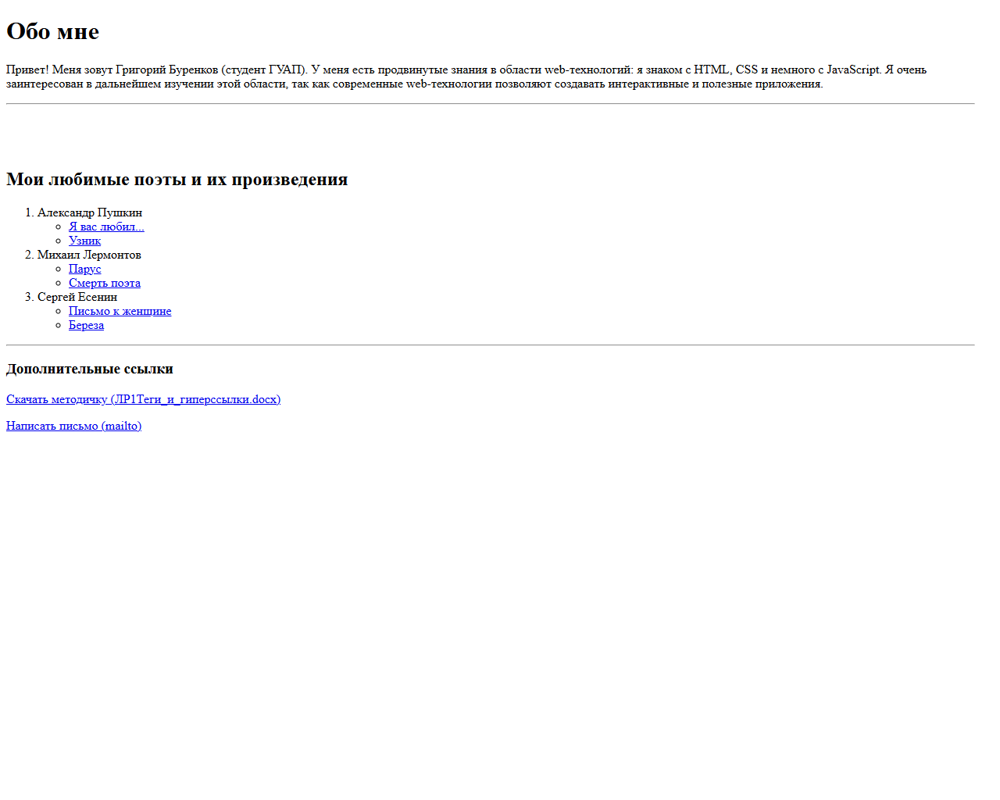 Обо мне
Привет! Меня зовут Григорий Буренков (студент ГУАП). У меня есть продвинутые знания в области web-технологий: я знаком с HTML, CSS и немного с JavaScript. Я очень
заинтересован в дальнейшем изучении этой области, так как современные web-технологии позволяют создавать интерактивные и полезные приложения.
Мои любимые поэты и их произведения
1. Александр Пушкин
Я вас любил...
Узник
2. Михаил Лермонтов
Парус
Смерть поэта
3. Сергей Есенин
Письмо к женщине
Береза
Дополнительные ссылки
Скачать методичку (ЛР1Теги_и_гиперссылки.docx)
Написать письмо (mailto)